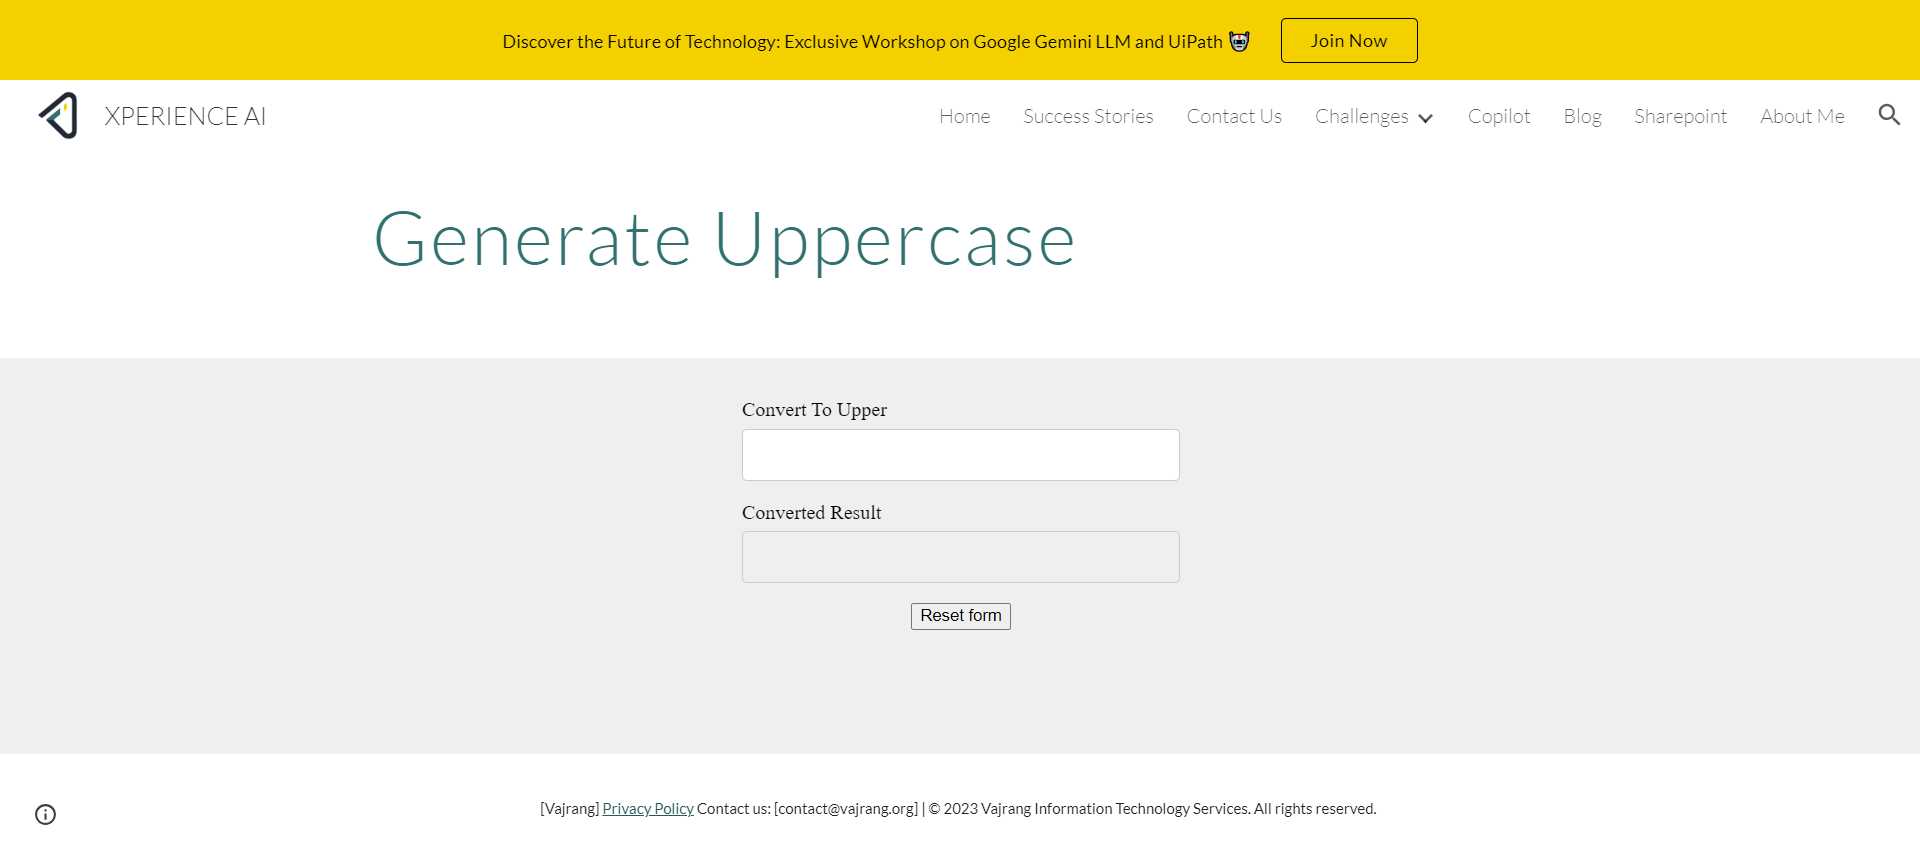 Discover the Future of Technology: Exclusive Workshop on Google Gemini LLM and UiPath
Join Now
XPERIENCE AI
Home
Success Stories
Contact Us
Challenges
Copilot
Blog
Sharepoint
About Me
Generate Uppercase
Convert To Upper
Converted Result
Reset form
[Vajrang] Privacy Policy Contact us: [contact@vajrang.org] | © 2023 Vajrang Information Technology Services. All rights reserved.